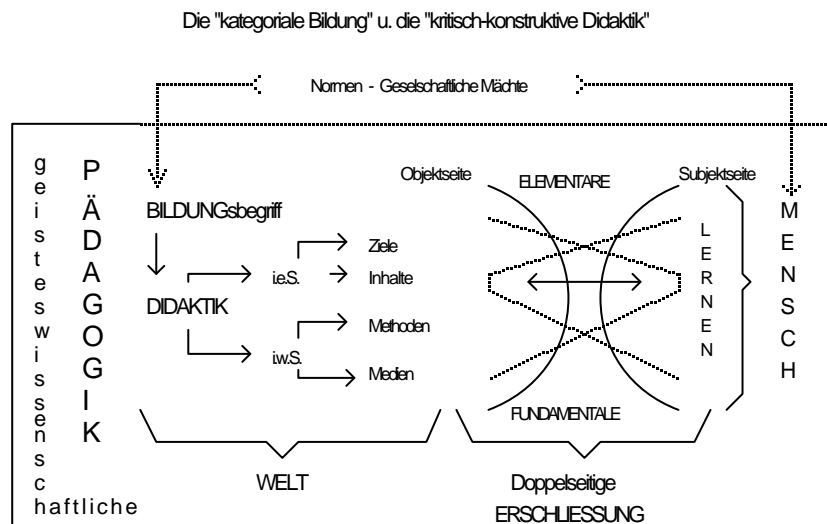 Die "kategoriale Bildung" u. die "kritisch-konstruktive Didaktik"
Normen - Geselschaftliche Mächte
geisteswissenschaftliche
PÄDAGOGIK
BILDUNGsbegriff
DIDAKTIK
i.e.S.
i.w.S.
Ziele
Inhalte
Methoden
Medien
WELT
Objektseite
ELEMENTARE
Subjektseite
LERNEN
FUNDAMENTALE
Doppelseitige
ERSCHLIESSUNG
MENSCH